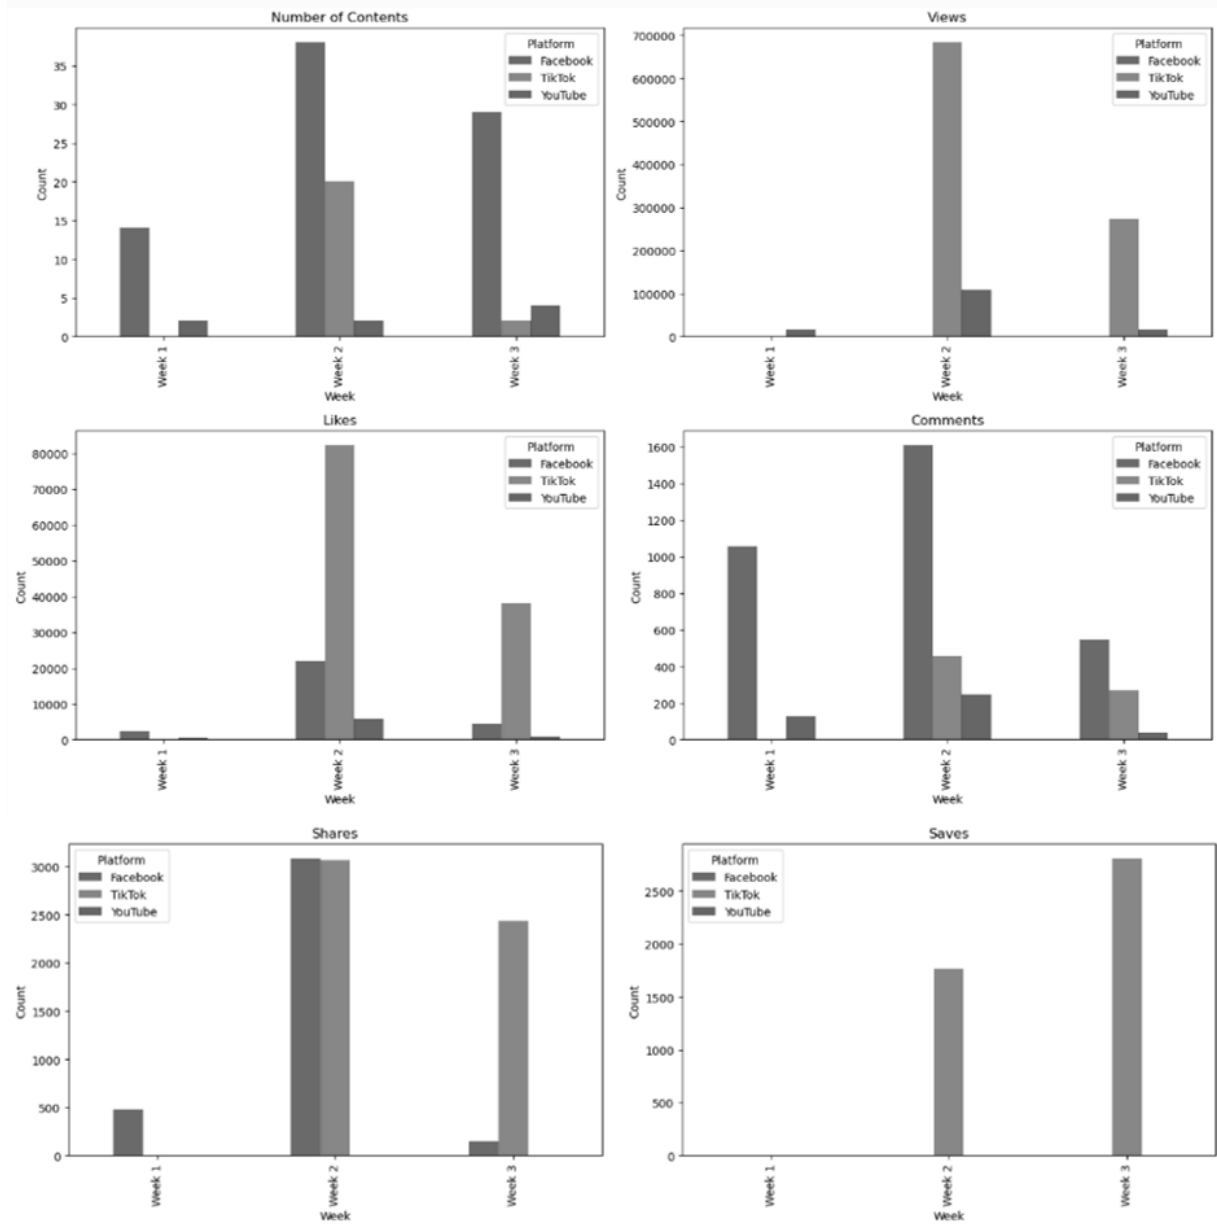 Number of Contents
Platform
Facebook
TikTok
YouTube
35
30
25
20
15
10
5
0
Count
Week 1
Week 2
Week 3
Week
Views
Platform
Facebook
TikTok
YouTube
700000
600000
500000
400000
300000
200000
100000
0
Count
Week 1
Week 2
Week 3
Week
Likes
Platform
Facebook
TikTok
YouTube
80000
70000
60000
50000
40000
30000
20000
10000
0
Count
Week 1
Week 2
Week 3
Week
Comments
Platform
Facebook
TikTok
YouTube
1600
1400
1200
1000
800
600
400
200
0
Count
Week 1
Week 2
Week 3
Week
Shares
Platform
Facebook
TikTok
YouTube
3000
2500
2000
1500
1000
500
0
Count
Week 1
Week 2
Week 3
Week
Saves
Platform
Facebook
TikTok
YouTube
2500
2000
1500
1000
500
0
Count
Week 1
Week 2
Week 3
Week